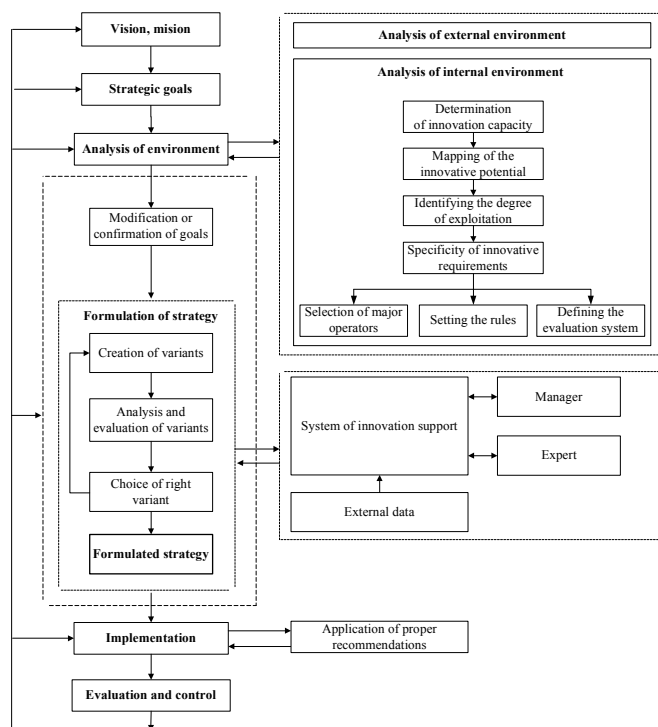 Vision, mision
Strategic goals
Analysis of environment
Modification or
confirmation of goals
Formulation of strategy
Creation of variants
Analysis and
evaluation of variants
Choice of right
variant
Formulated strategy
Implementation
Evaluation and control
Analysis of external environment
Analysis of internal environment
Determination
of innovation capacity
Mapping of the
innovative potential
Identifying the degree
of exploitation
Specificity of innovative
requirements
Selection of major
operators
Setting the rules
Defining the
evaluation system
System of innovation support
Manager
Expert
External data
Application of proper
recommendations